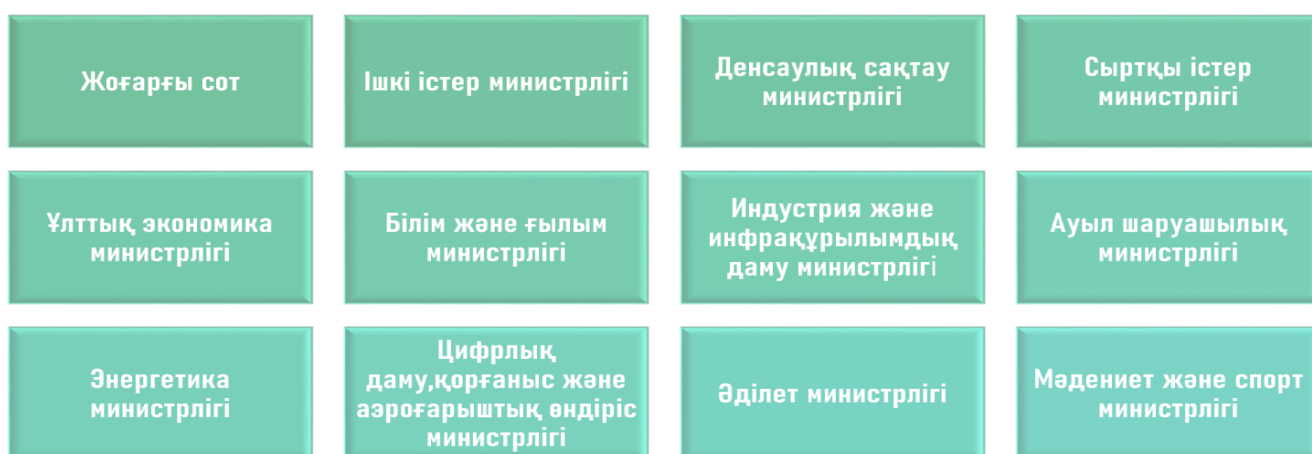 Жоғарғы сот
Ішкі істер министрлігі
Денсаулық сақтау
министрлігі
Сыртқы істер
министрлігі
Ұлттық экономика
министрлігі
Білім және ғылым
министрлігі
Индустрия және
инфрақұрылымдық
даму министрлігі
Ауыл шаруашылық
министрлігі
Энергетика
министрлігі
Цифрлық
даму,қорғаныс және
аэроғарыштық өндіріс
министрлігі
Әділет министрлігі
Мәдениет және спорт
министрлігі